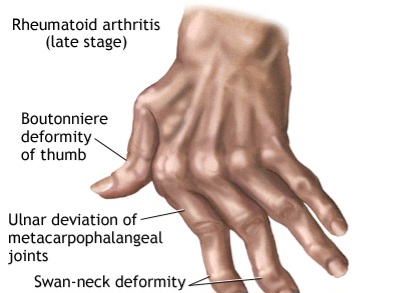 Rheumatoid arthritis
(late stage)
Boutonniere
deformity
of thumb
Ulnar deviation of
metacarpophalangeal
joints
Swan-neck deformity